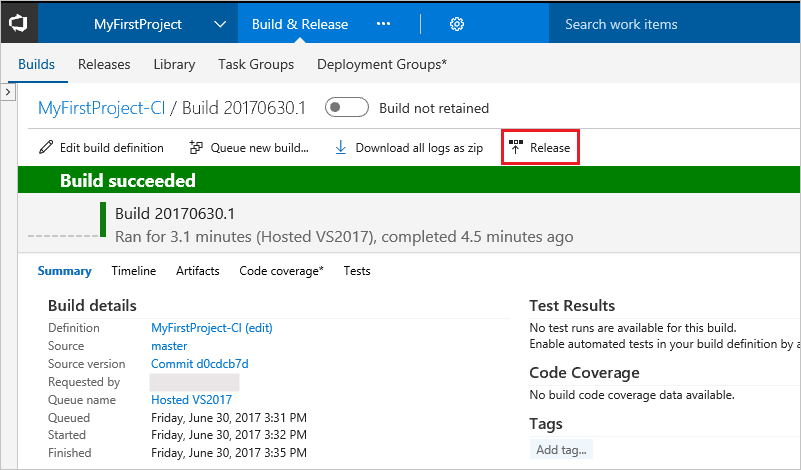 MyFirstProject
Build & Release
Search work items
Builds Releases Library Task Groups Deployment Groups*
MyFirstProject-CI / Build 20170630.1 Build not retained
Edit build definition Queue new build... Download all logs as zip Release
Build succeeded
Build 20170630.1
Ran for 3.1 minutes (Hosted VS2017), completed 4.5 minutes ago
Summary Timeline Artifacts Code coverage* Tests
Build details
Definition MyFirstProject-CI (edit)
Source master
Source version Commit d0cdcb7d
Requested by
Queue name Hosted VS2017
Queued Friday, June 30, 2017 3:31 PM
Started Friday, June 30, 2017 3:32 PM
Finished Friday, June 30, 2017 3:35 PM
Test Results
No test runs are available for this build.
Enable automated tests in your build definition by a
Code Coverage
No build code coverage data available.
Tags
Add tag...